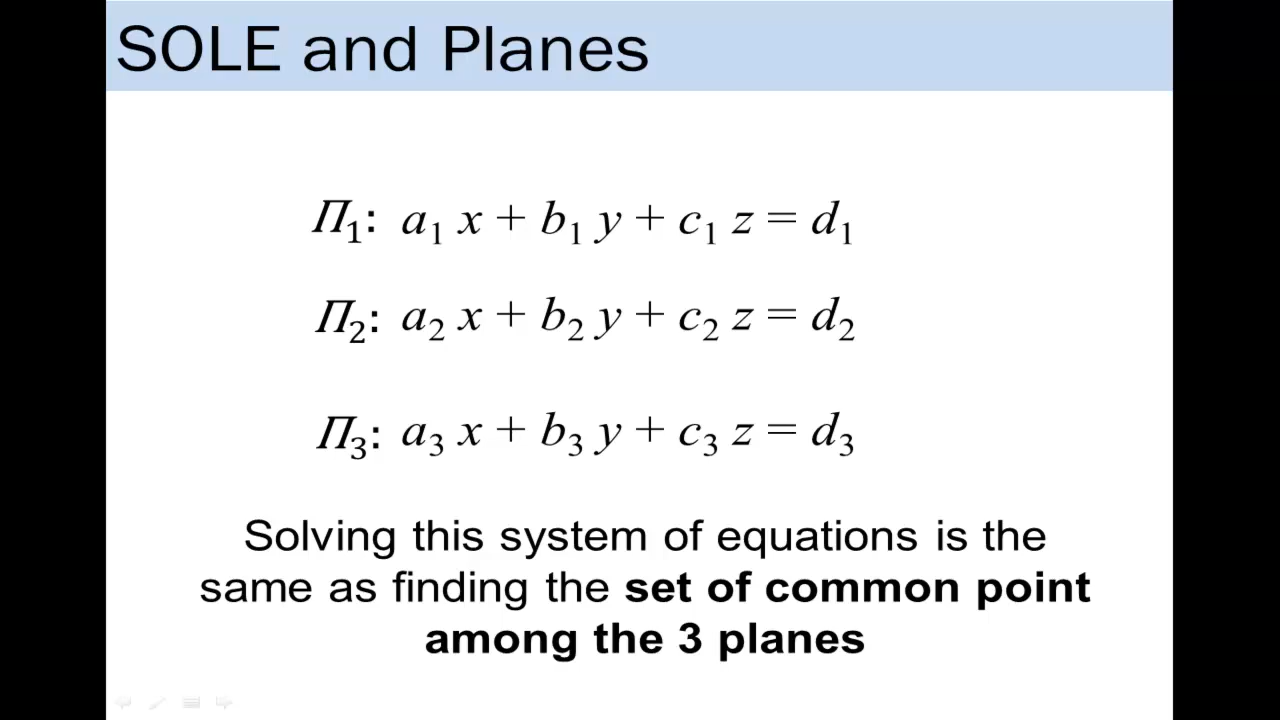 SOLE and Planes
Π₁: a₁ x + b₁ y + c₁ z = d₁
Π₂: a₂ x + b₂ y + c₂ z = d₂
Π₃: a₃ x + b₃ y + c₃ z = d₃
Solving this system of equations is the
same as finding the set of common point
among the 3 planes